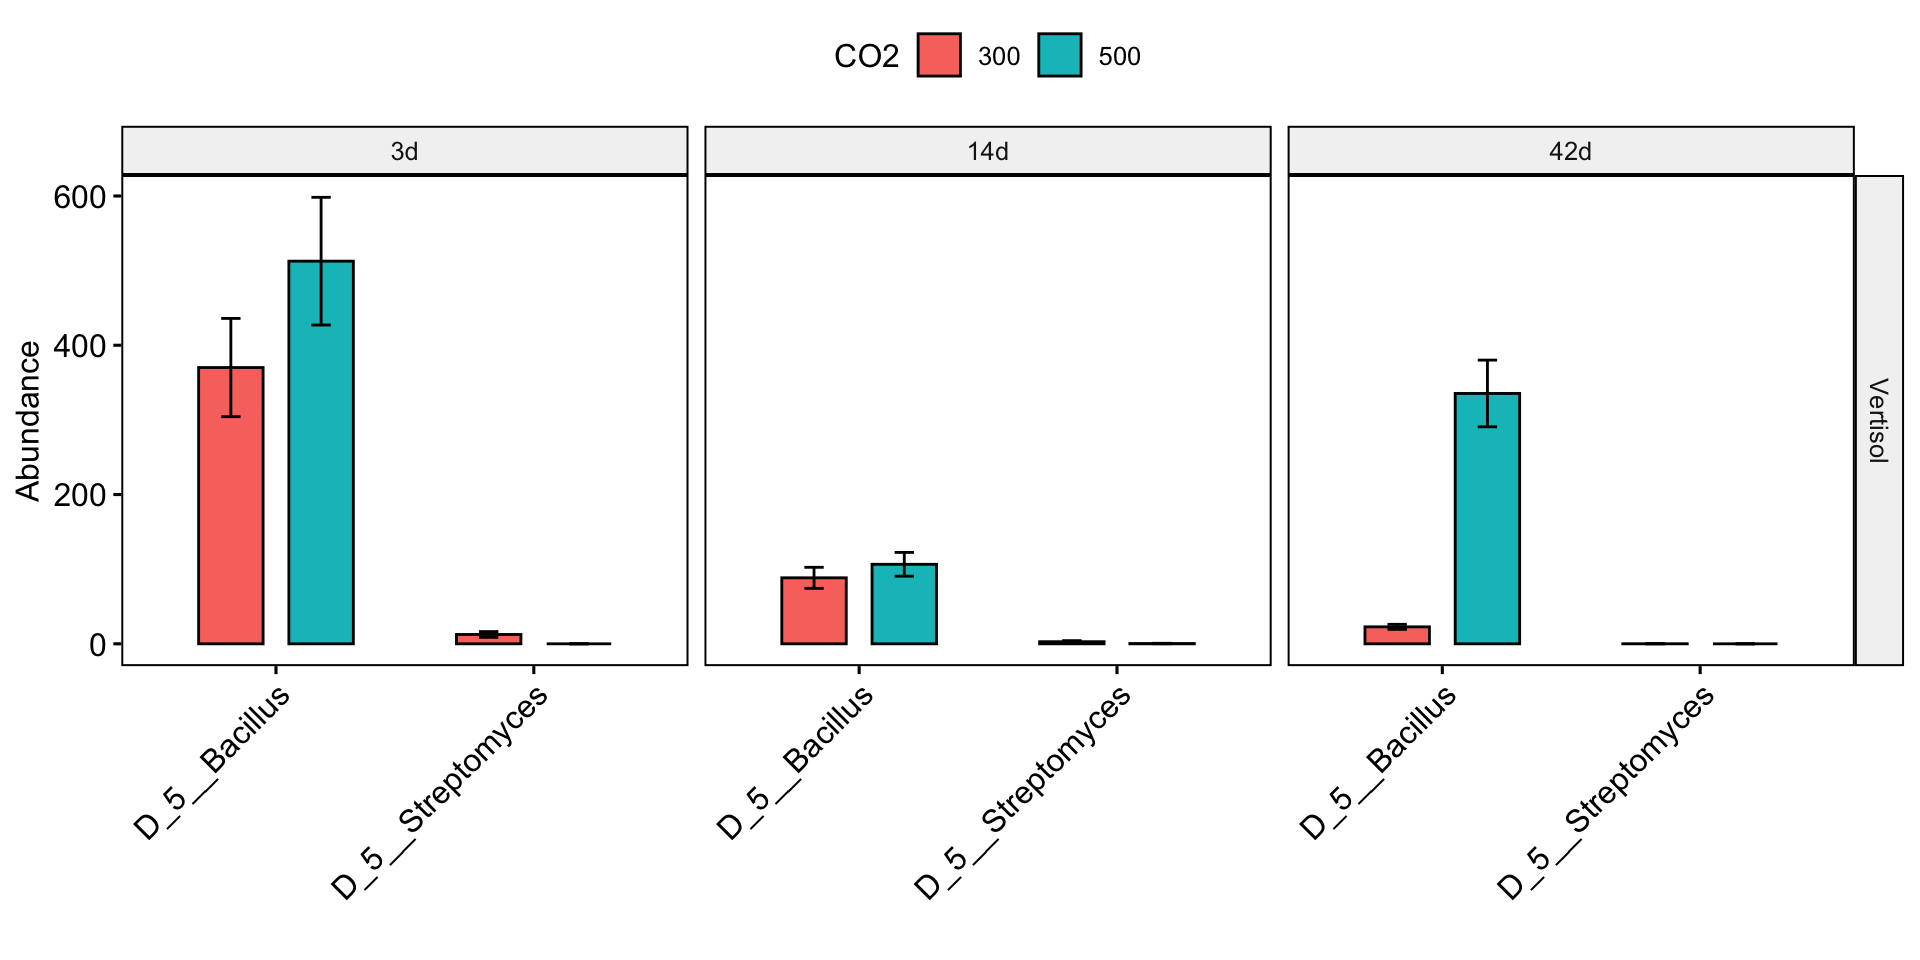 CO2 300 500
3d 14d 42d
Abundance
600
400
200
0
Vertisol
D_5__Bacillus
D_5__Streptomyces
D_5__Bacillus
D_5__Streptomyces
D_5__Bacillus
D_5__Streptomyces